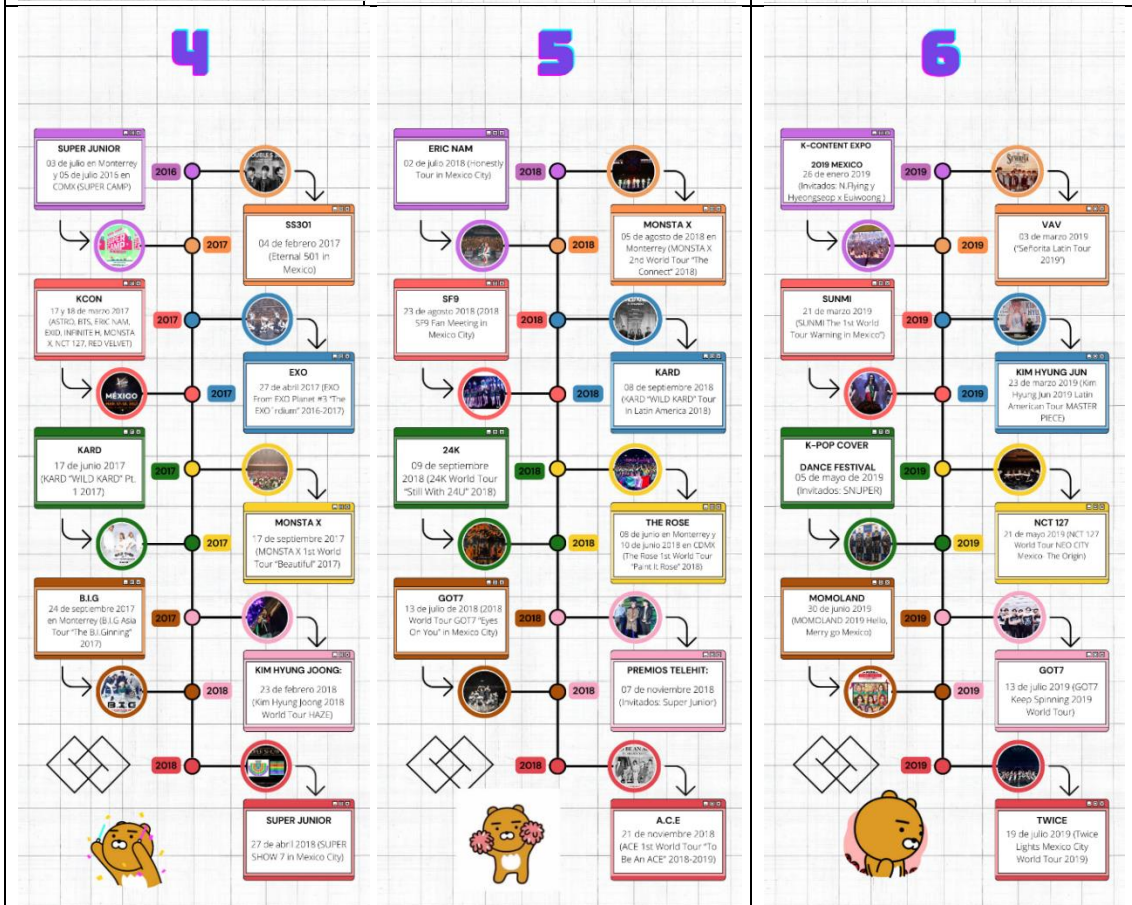 4
SUPER JUNIOR
03 de julio en Monterrey
y 05 de julio 2016 en
CDMX (SUPER CAMP)
2016
SS301
04 de febrero 2017
(Eternal 501 in
Mexico)
2017
KCON
17 y 18 de marzo 2017
(ASTRO, BTS, ERIC NAM,
EXID, INFINITE H, MONSTA
X, NCT 127, RED VELVET)
2017
MÉXICO
EXO
27 de abril 2017 (EXO
From EXO Planet #3 "The
EXO´rdium" 2016-2017)
2017
KARD
17 de junio 2017
(KARD "WILD KARD" Pt.
1 2017)
2017
MONSTA X
17 de septiembre 2017
(MONSTA X 1st World
Tour "Beautiful" 2017)
2017
B.I.G
24 de septiembre 2017
en Monterrey (B.I.G Asia
Tour "The B.I.Ginning"
2017)
2017
BIG
KIM HYUNG JOONG:
23 de febrero 2018
(Kim Hyung Joong 2018
World Tour HAZE)
2018
2018
SUPER JUNIOR
27 de abril 2018 (SUPER
SHOW 7 in Mexico City)
5
ERIC NAM
02 de julio 2018 (Honestly
Tour in Mexico City)
2018
MONSTA X
05 de agosto de 2018 en
Monterrey (MONSTA X
2nd World Tour "The
Connect" 2018)
2018
SF9
23 de agosto 2018 (2018
SF9 Fan Meeting in
Mexico City)
2018
KARD
08 de septiembre 2018
(KARD "WILD KARD" Tour
in Latin America 2018)
2018
24K
09 de septiembre
2018 (24K World Tour
"Still With 24U" 2018)
2018
THE ROSE
08 de junio en Monterrey y
10 de junio 2018 en CDMX
(The Rose 1st World Tour
"Paint It Rose" 2018)
2018
GOT7
13 de julio de 2018 (2018
World Tour GOT7 "Eyes
On You" in Mexico City)
2018
PREMIOS TELEHIT:
07 de noviembre 2018
(Invitados: Super Junior)
2018
2018
A.C.E
21 de noviembre 2018
(ACE 1st World Tour "To
Be An ACE" 2018-2019)
6
K-CONTENT EXPO
2019 MEXICO
26 de enero 2019
(Invitados: N.Flying y
Hyeongseop x Euiwoong )
2019
VAV
03 de marzo 2019
("Señorita Latin Tour
2019")
2019
SUNMI
21 de marzo 2019
(SUNMI The 1st World
Tour Warning in Mexico")
2019
KIM HYUNG JUN
23 de marzo 2019 (Kim
Hyung Jun 2019 Latin
American Tour MASTER
PIECE)
2019
K-POP COVER
DANCE FESTIVAL
05 de mayo de 2019
(Invitados: SNUPER)
2019
NCT 127
21 de mayo 2019 (NCT 127
World Tour NEO CITY
Mexico- The Origin)
2019
MOMOLAND
30 de junio 2019
(MOMOLAND 2019 Hello,
Merry go Mexico)
2019
GOT7
13 de julio 2019 (GOT7
Keep Spinning 2019
World Tour)
2019
2019
TWICE
19 de julio 2019 (Twice
Lights Mexico City
World Tour 2019)